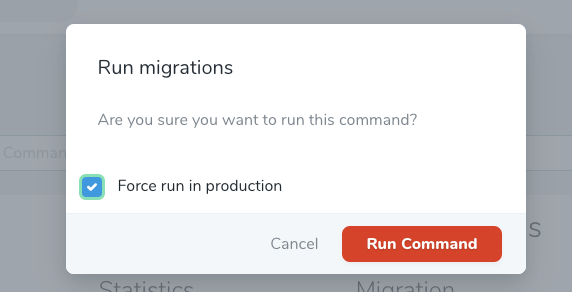 Run migrations
Are you sure you want to run this command?
Force run in production
Cancel
Run Command
Statistics
Migration